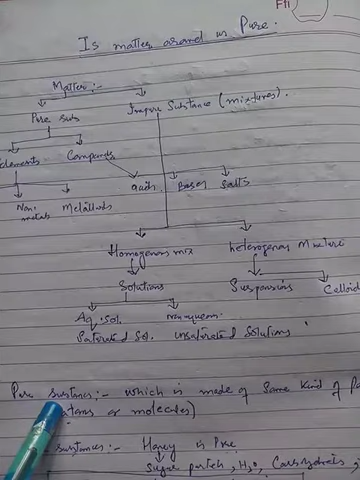 F11
Is matter around us Pure.
Matter :-
Pure subs Impure Substance (mixtures).
Elements Compounds
Non-metals Metalloids acids Bases Salts
Homogenous mix heterogenous Mixture
Solutions Suspensions Colloid
Aq. Sol. non-aqueous
Saturated Sol. unsaturated Solutions
Pure substances :- which is made of Same kind of
atoms or molecules)
substances :- Honey is Pure
Sugar H₂O, Carbohydrates,